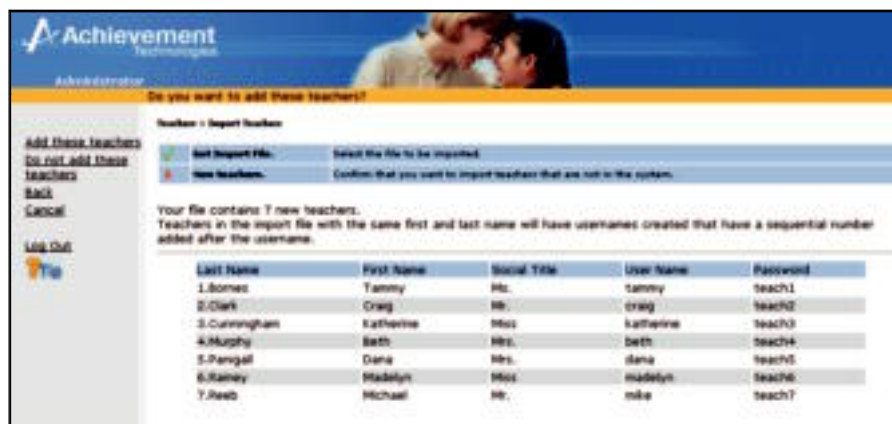 Achievement
Technologies
Administrator
Do you want to add these teachers?
Teachers > Import Teachers
Add these teachers
Do not add these
teachers
Back
Cancel
Log Out
Tip
Get Import File. Select the file to be imported.
New teachers. Confirm that you want to import teachers that are not in the system.
Your file contains 7 new teachers.
Teachers in the import file with the same first and last name will have usernames created that have a sequential number
added after the username.
Last Name First Name Social Title User Name Password
1.Bornes Tammy Ms. tammy teach1
2.Clark Craig Mr. craig teach2
3.Cunningham Katherine Miss katherine teach3
4.Murphy Beth Mrs. beth teach4
5.Panigall Dana Mrs. dana teach5
6.Rainey Madelyn Miss madelyn teach6
7.Reeb Michael Mr. mike teach7